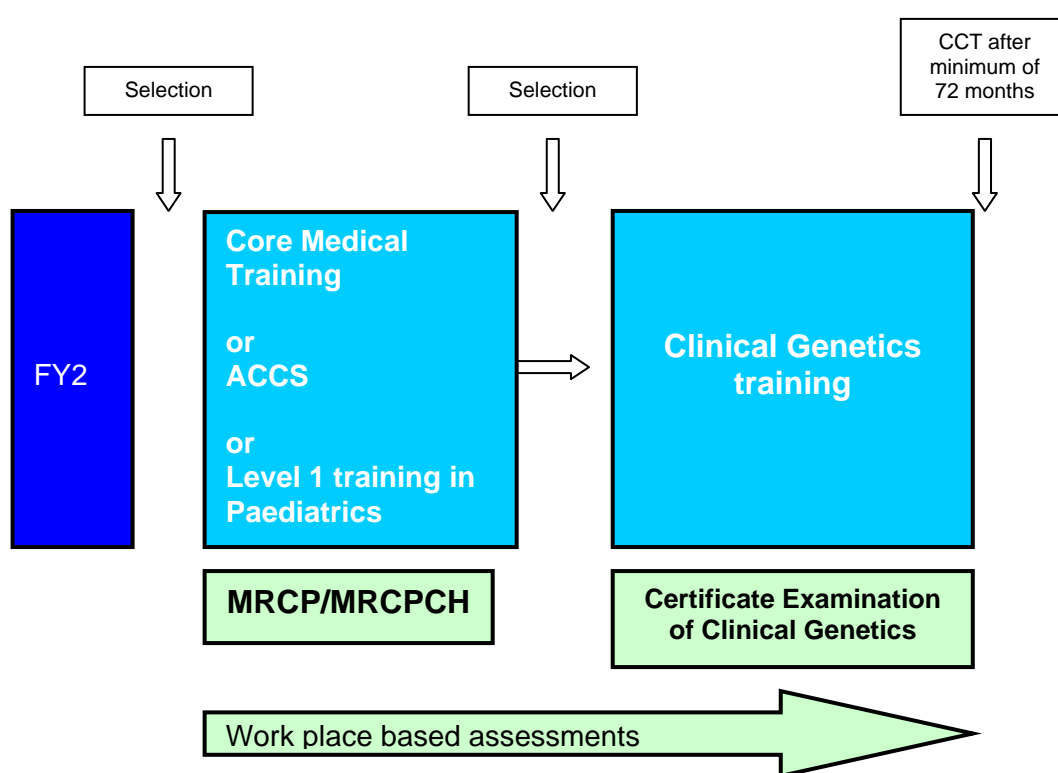 Selection
Selection
CCT after
minimum of
72 months
FY2
Core Medical
Training
or
ACCS
or
Level 1 training in
Paediatrics
Clinical Genetics
training
MRCP/MRCPCH
Certificate Examination
of Clinical Genetics
Work place based assessments